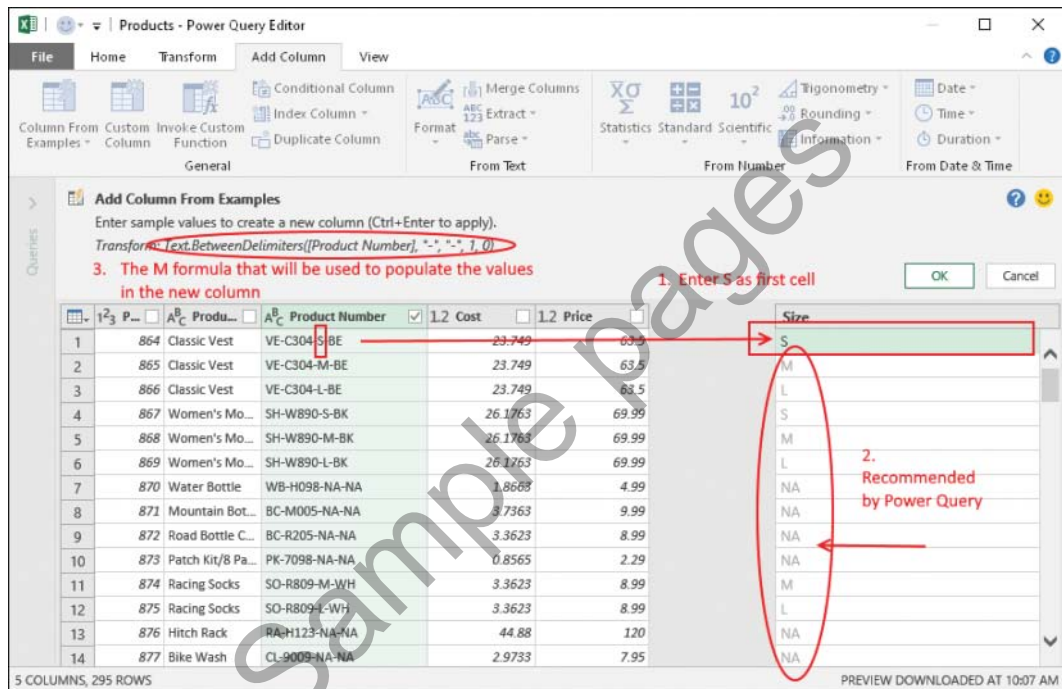 Products - Power Query Editor
File Home Transform Add Column View
Column From Examples Custom Column Invoke Custom Function Conditional Column Index Column Duplicate Column
General
Format Merge Columns Extract Parse
From Text
Statistics Standard Scientific Trigonometry Rounding Information
From Number
Date Time Duration
From Date & Time
Queries
Add Column From Examples
Enter sample values to create a new column (Ctrl+Enter to apply).
Transform: Text.BetweenDelimiters([Product Number], "-", "-", 1, 0)
3. The M formula that will be used to populate the values
in the new column
1. Enter S as first cell
OK Cancel
1²3 P... ABC Produ... ABC Product Number 1.2 Cost 1.2 Price Size
1 864 Classic Vest VE-C304-S-BE 23.749 63.5 S
2 865 Classic Vest VE-C304-M-BE 23.749 63.5 M
3 866 Classic Vest VE-C304-L-BE 23.749 63.5 L
4 867 Women's Mo... SH-W890-S-BK 26.1763 69.99 S
5 868 Women's Mo... SH-W890-M-BK 26.1763 69.99 M
6 869 Women's Mo... SH-W890-L-BK 26.1763 69.99 L
7 870 Water Bottle WB-H098-NA-NA 1.8663 4.99 NA
8 871 Mountain Bot... BC-M005-NA-NA 3.7363 9.99 NA
9 872 Road Bottle C... BC-R205-NA-NA 3.3623 8.99 NA
10 873 Patch Kit/8 Pa... PK-7098-NA-NA 0.8565 2.29 NA
11 874 Racing Socks SO-R809-M-WH 3.3623 8.99 M
12 875 Racing Socks SO-R809-L-WH 3.3623 8.99 L
13 876 Hitch Rack RA-H123-NA-NA 44.88 120 NA
14 877 Bike Wash CL-9009-NA-NA 2.9733 7.95 NA
2.
Recommended
by Power Query
Sample pages
5 COLUMNS, 295 ROWS PREVIEW DOWNLOADED AT 10:07 AM